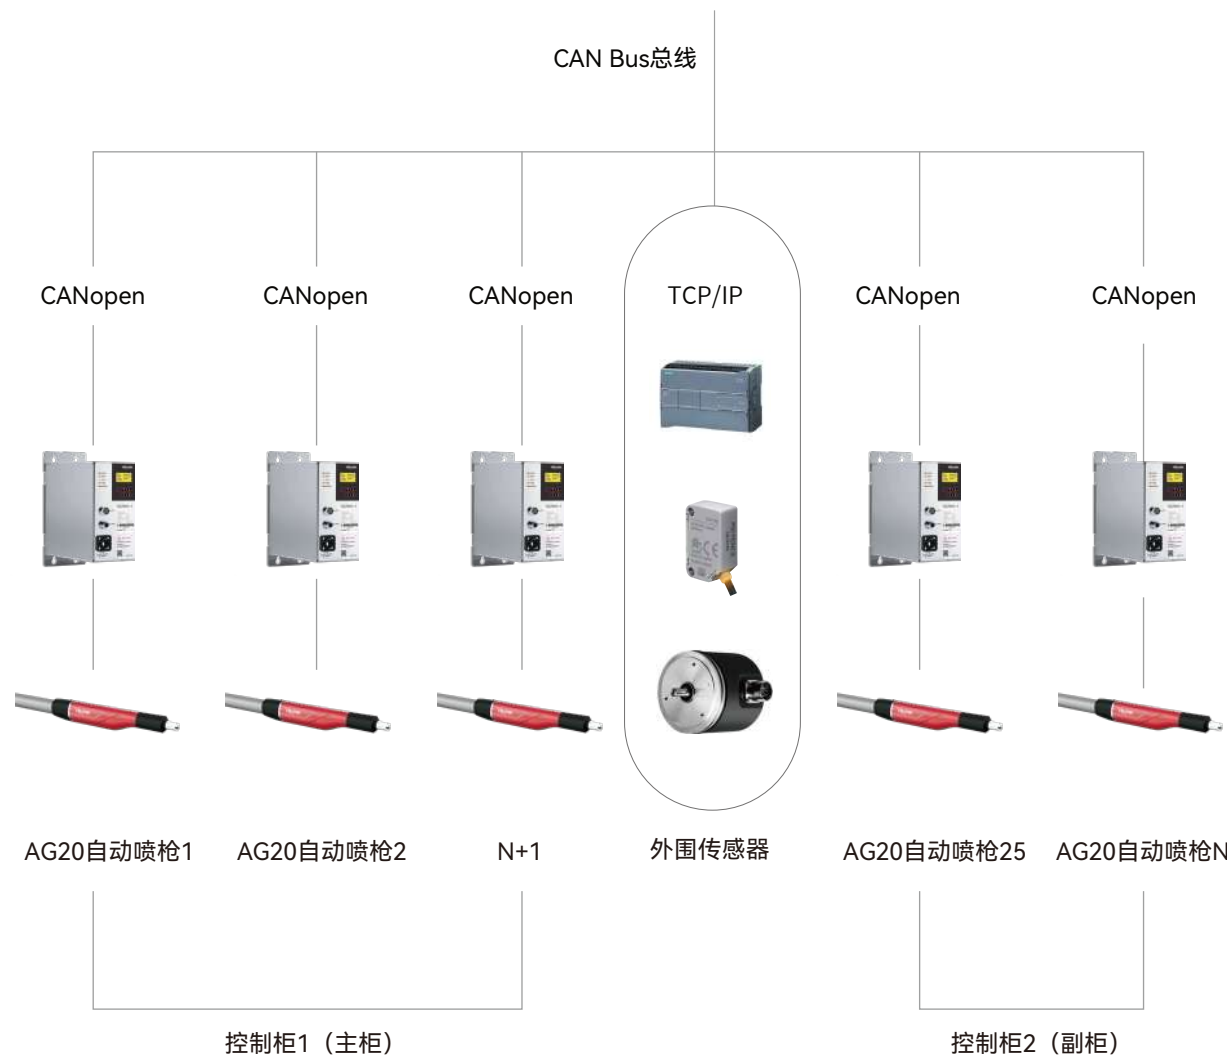 CAN Bus总线
CANopen
CANopen
CANopen
TCP/IP
CANopen
CANopen
AG20自动喷枪1
AG20自动喷枪2
N+1
外围传感器
AG20自动喷枪25
AG20自动喷枪N
控制柜1（主柜）
控制柜2（副柜）